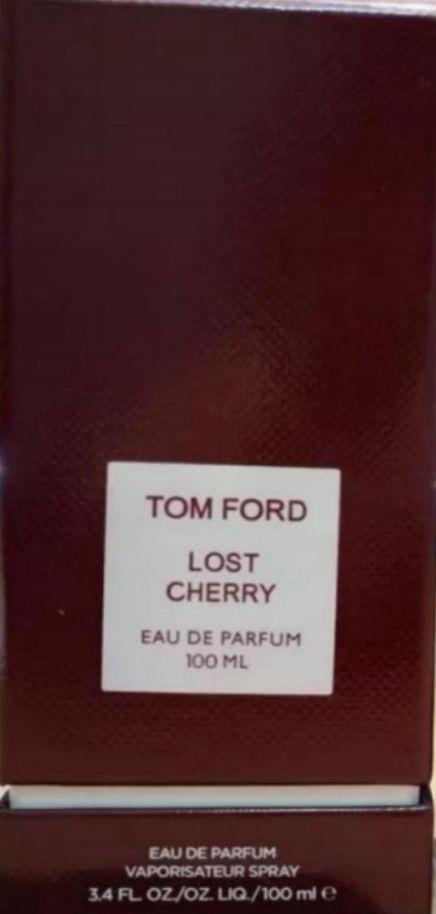 TOM FORD
LOST
CHERRY
EAU DE PARFUM
100 ML
EAU DE PARFUM
VAPORISATEUR SPRAY
3.4 FL. OZ./OZ. LIQ./100 ml ℮